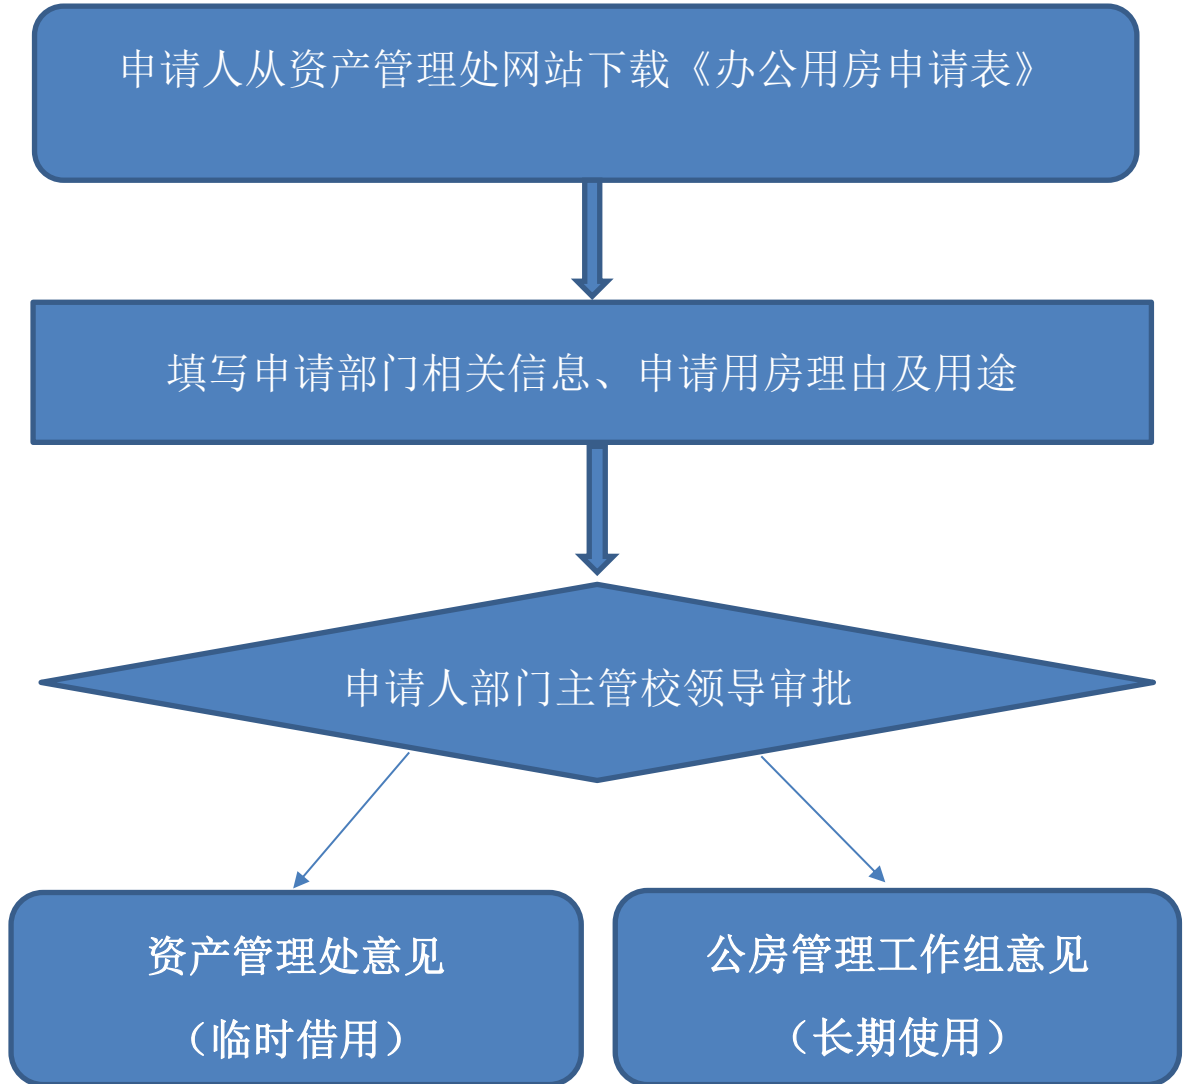 申请人从资产管理处网站下载《办公用房申请表》
填写申请部门相关信息、申请用房理由及用途
申请人部门主管校领导审批
资产管理处意见
（临时借用）
公房管理工作组意见
（长期使用）